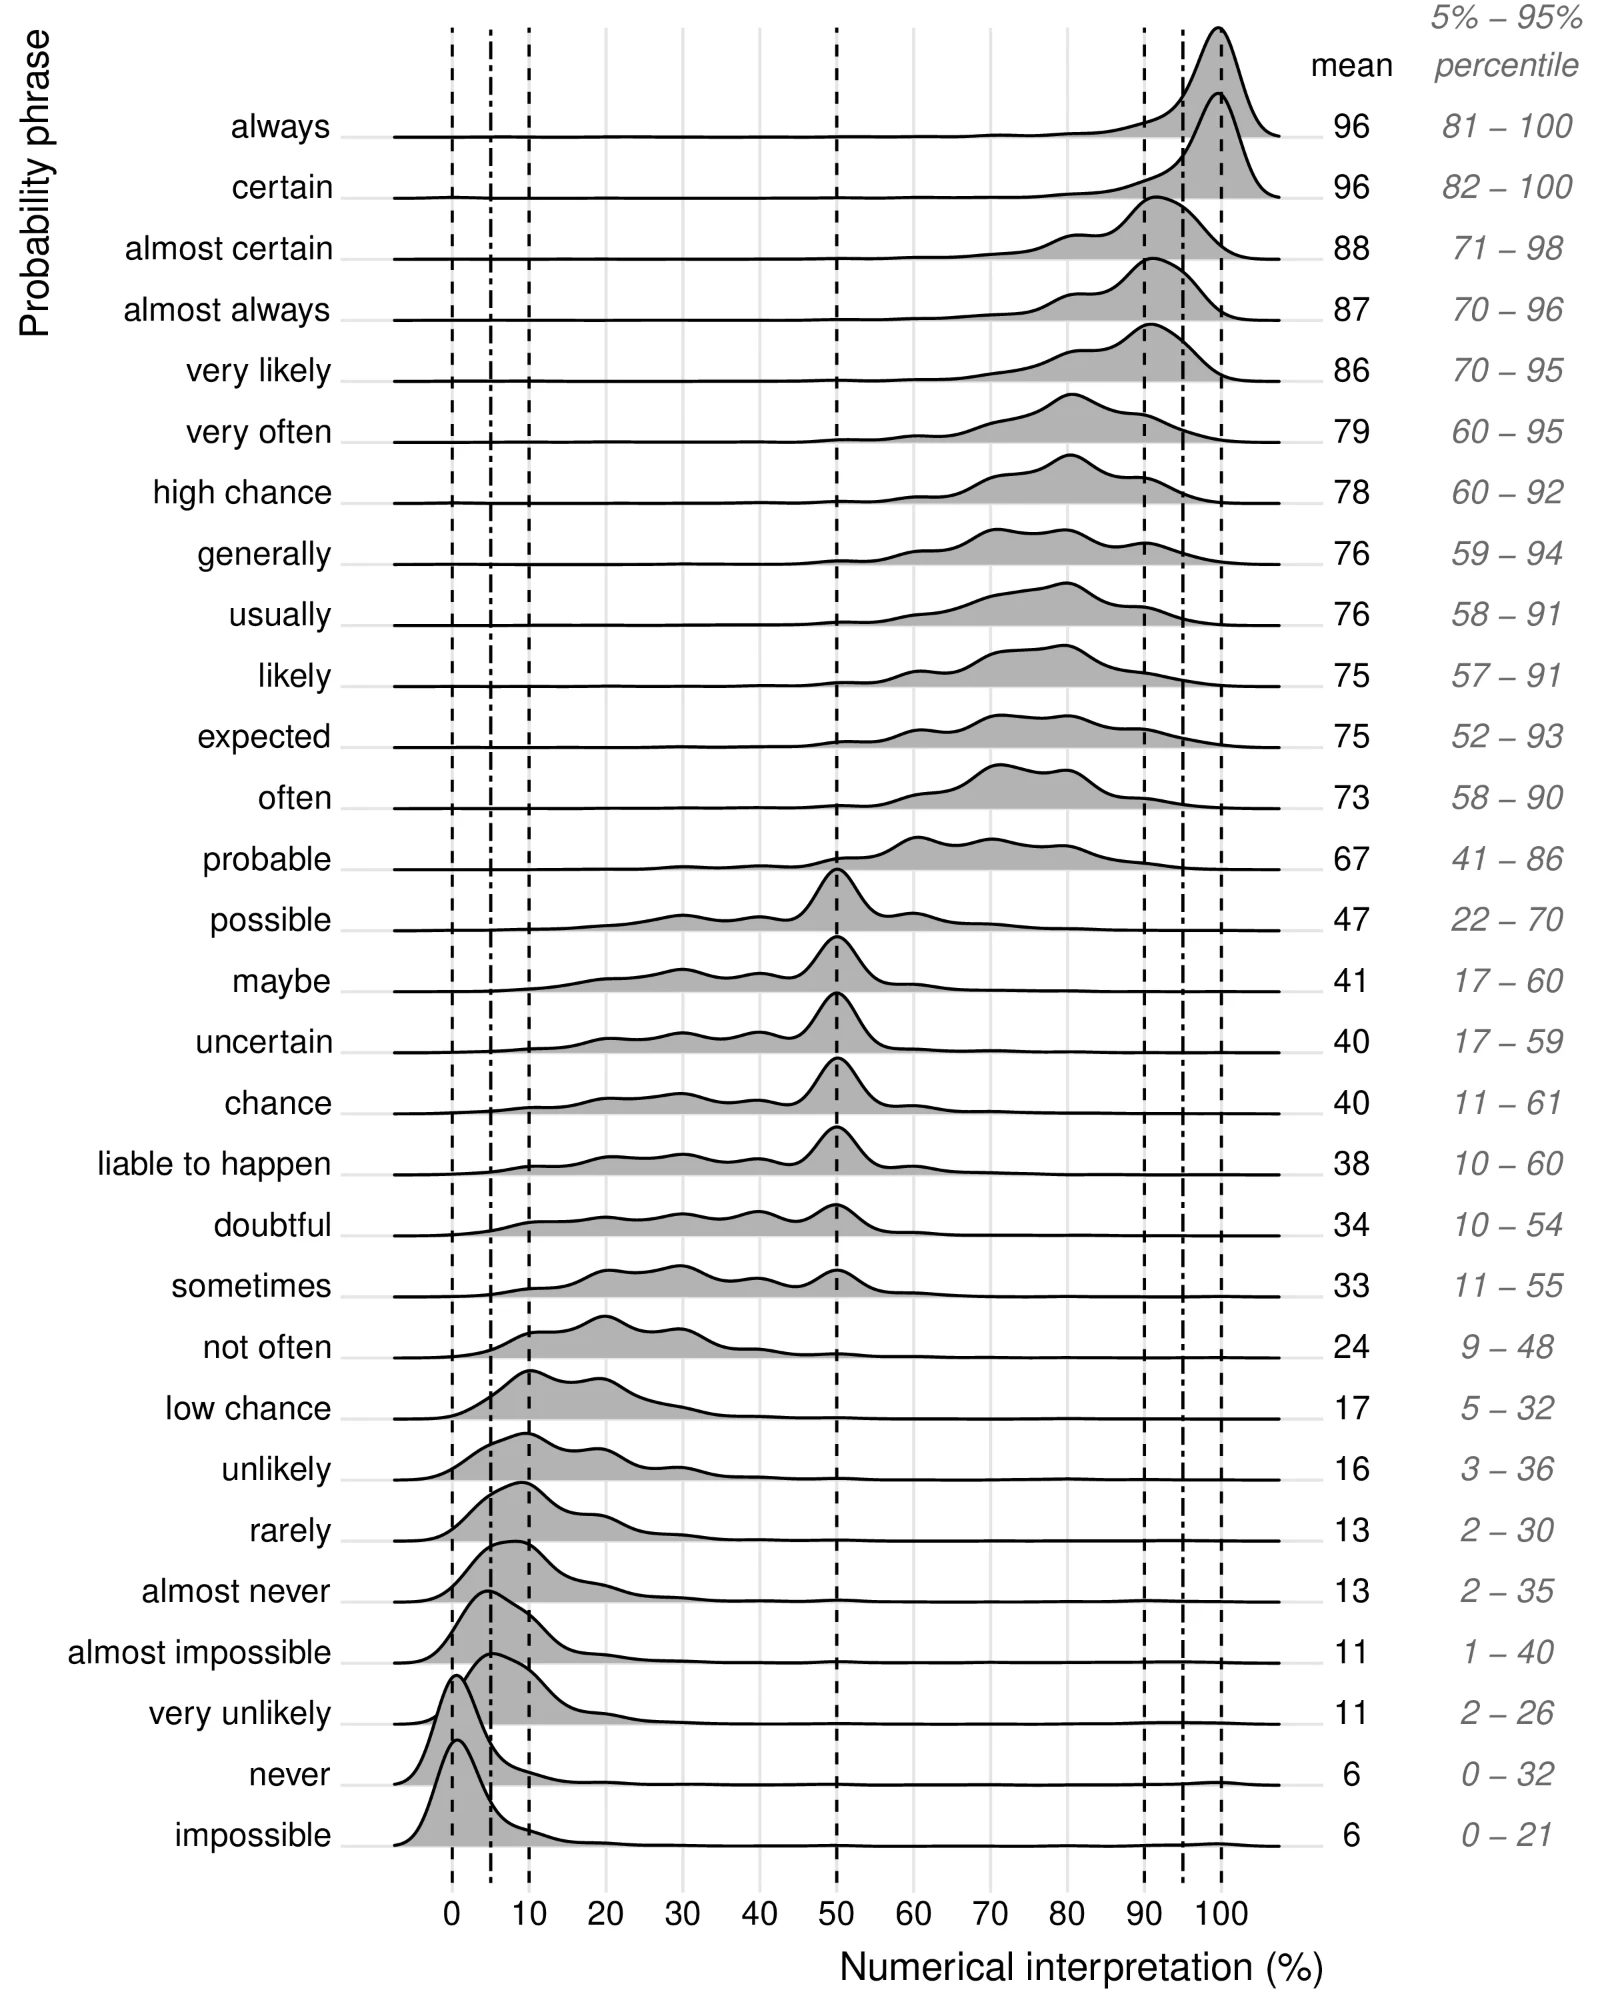 Probability phrase
5% – 95%
mean percentile
always 96 81 – 100
certain 96 82 – 100
almost certain 88 71 – 98
almost always 87 70 – 96
very likely 86 70 – 95
very often 79 60 – 95
high chance 78 60 – 92
generally 76 59 – 94
usually 76 58 – 91
likely 75 57 – 91
expected 75 52 – 93
often 73 58 – 90
probable 67 41 – 86
possible 47 22 – 70
maybe 41 17 – 60
uncertain 40 17 – 59
chance 40 11 – 61
liable to happen 38 10 – 60
doubtful 34 10 – 54
sometimes 33 11 – 55
not often 24 9 – 48
low chance 17 5 – 32
unlikely 16 3 – 36
rarely 13 2 – 30
almost never 13 2 – 35
almost impossible 11 1 – 40
very unlikely 11 2 – 26
never 6 0 – 32
impossible 6 0 – 21
0 10 20 30 40 50 60 70 80 90 100
Numerical interpretation (%)